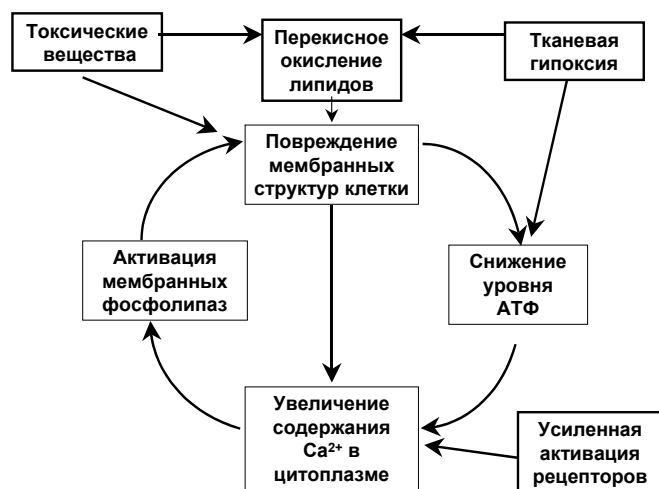 Токсические
вещества
Перекисное
окисление
липидов
Тканевая
гипоксия
Повреждение
мембранных
структур клетки
Активация
мембранных
фосфолипаз
Снижение
уровня
АТФ
Увеличение
содержания
Ca²⁺ в
цитоплазме
Усиленная
активация
рецепторов